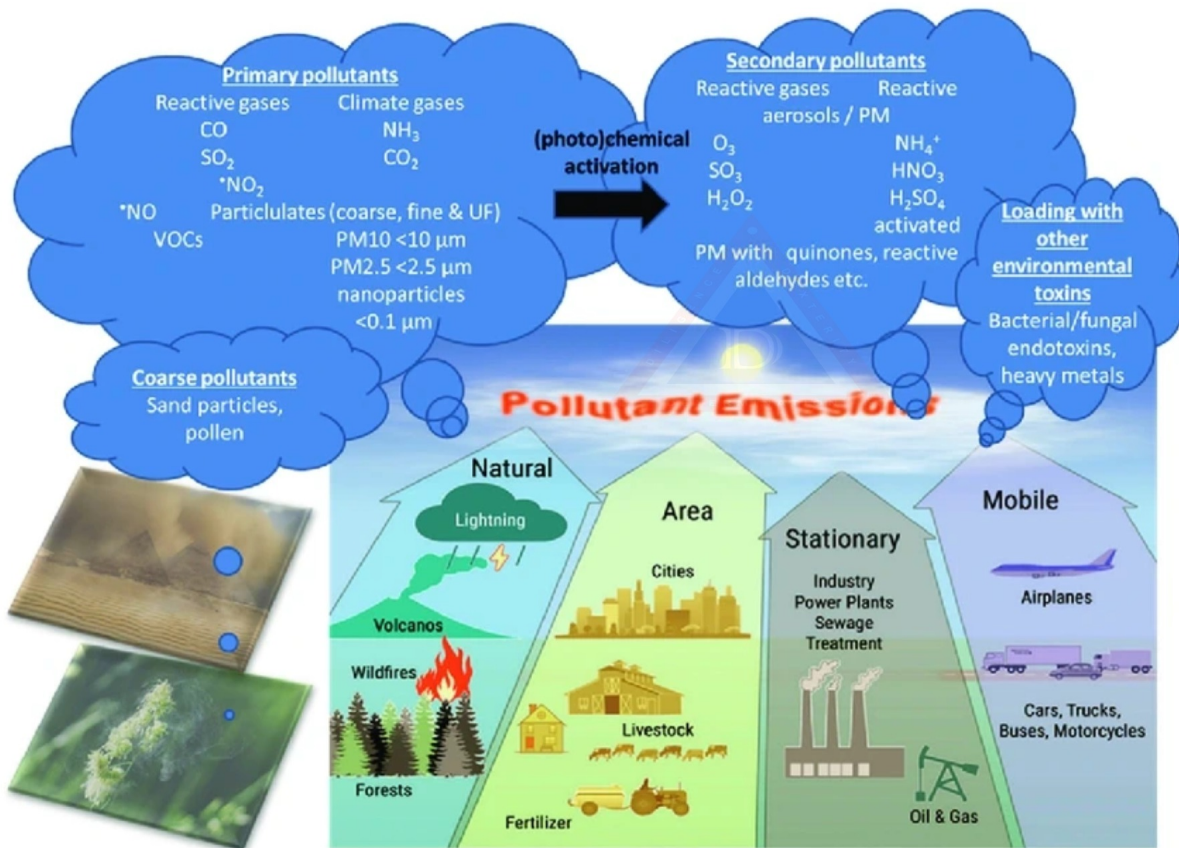 Primary pollutants
Reactive gases Climate gases
CO NH₃
SO₂ CO₂
•NO₂
•NO Particlulates (coarse, fine & UF)
VOCs PM10 <10 µm
PM2.5 <2.5 µm
nanoparticles
<0.1 µm
(photo)chemical
activation
Secondary pollutants
Reactive gases Reactive
aerosols / PM
O₃ NH₄⁺
SO₃ HNO₃
H₂O₂ H₂SO₄
activated
PM with quinones, reactive
aldehydes etc.
Loading with
other
environmental
toxins
Bacterial/fungal
endotoxins,
heavy metals
Coarse pollutants
Sand particles,
pollen
Pollutant Emissions
Natural
Lightning
Volcanos
Wildfires
Forests
Area
Cities
Livestock
Fertilizer
Stationary
Industry
Power Plants
Sewage
Treatment
Oil & Gas
Mobile
Airplanes
Cars, Trucks,
Buses, Motorcycles